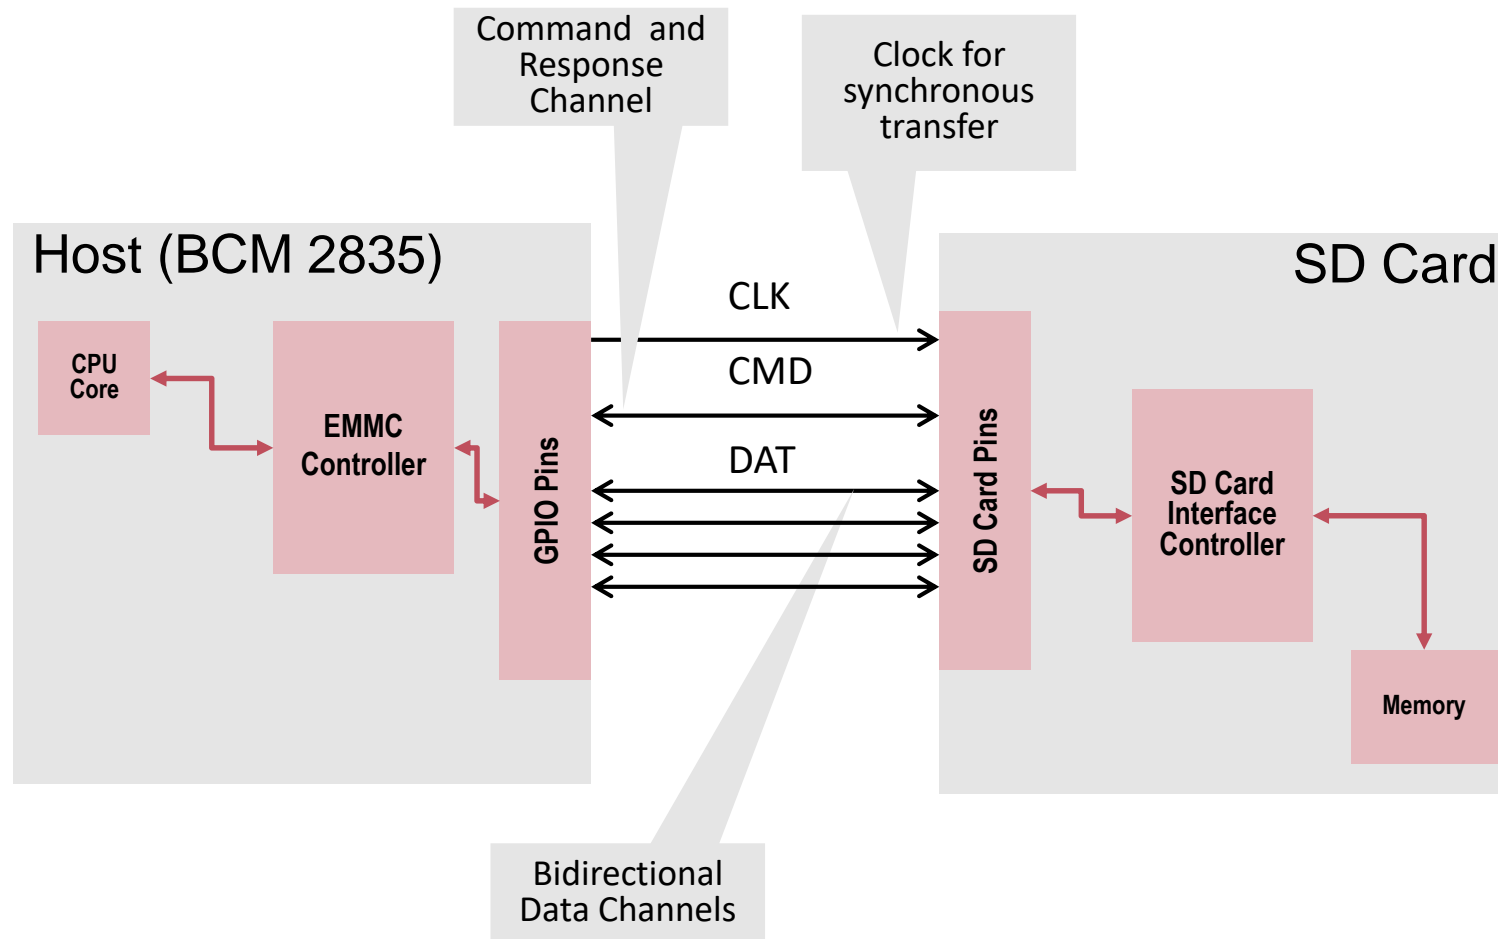 Command and
Response
Channel
Clock for
synchronous
transfer
Host (BCM 2835)
SD Card
CPU
Core
EMMC
Controller
GPIO Pins
CLK
CMD
DAT
SD Card Pins
SD Card
Interface
Controller
Memory
Bidirectional
Data Channels